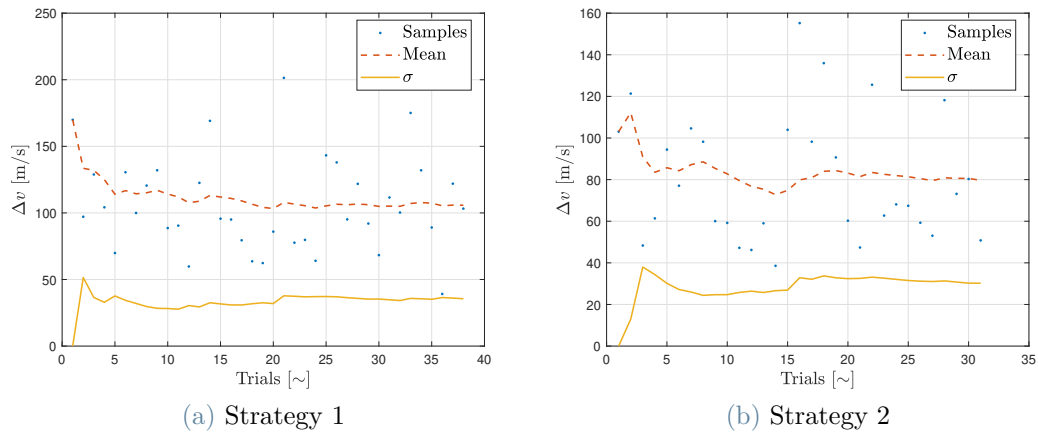 250
200
150
100
50
0
Δv [m/s]
0 5 10 15 20 25 30 35 40
Trials [∼]
Samples
Mean
σ
(a) Strategy 1
160
140
120
100
80
60
40
20
0
Δv [m/s]
0 5 10 15 20 25 30 35
Trials [∼]
Samples
Mean
σ
(b) Strategy 2